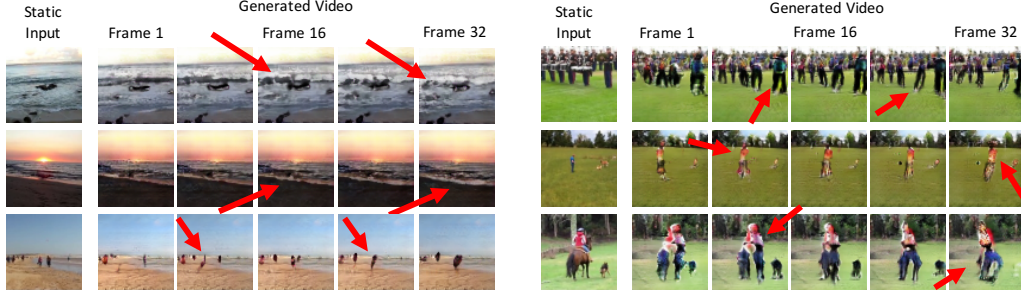 Static
Input
Generated Video
Frame 1
Frame 16
Frame 32
Static
Input
Generated Video
Frame 1
Frame 16
Frame 32